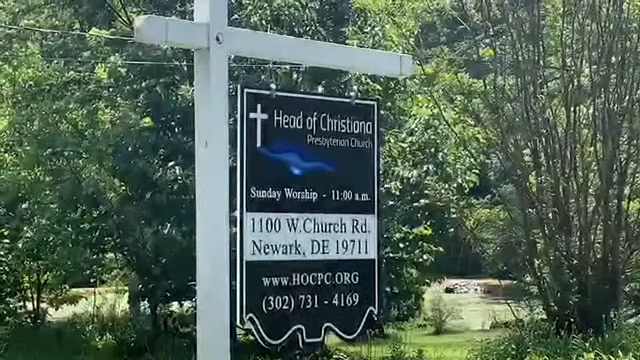 Head of Christiana
Presbyterian Church
Sunday Worship - 11:00 a.m.
1100 W.Church Rd.
Newark, DE 19711
www.HOCPC.ORG
(302) 731 - 4169